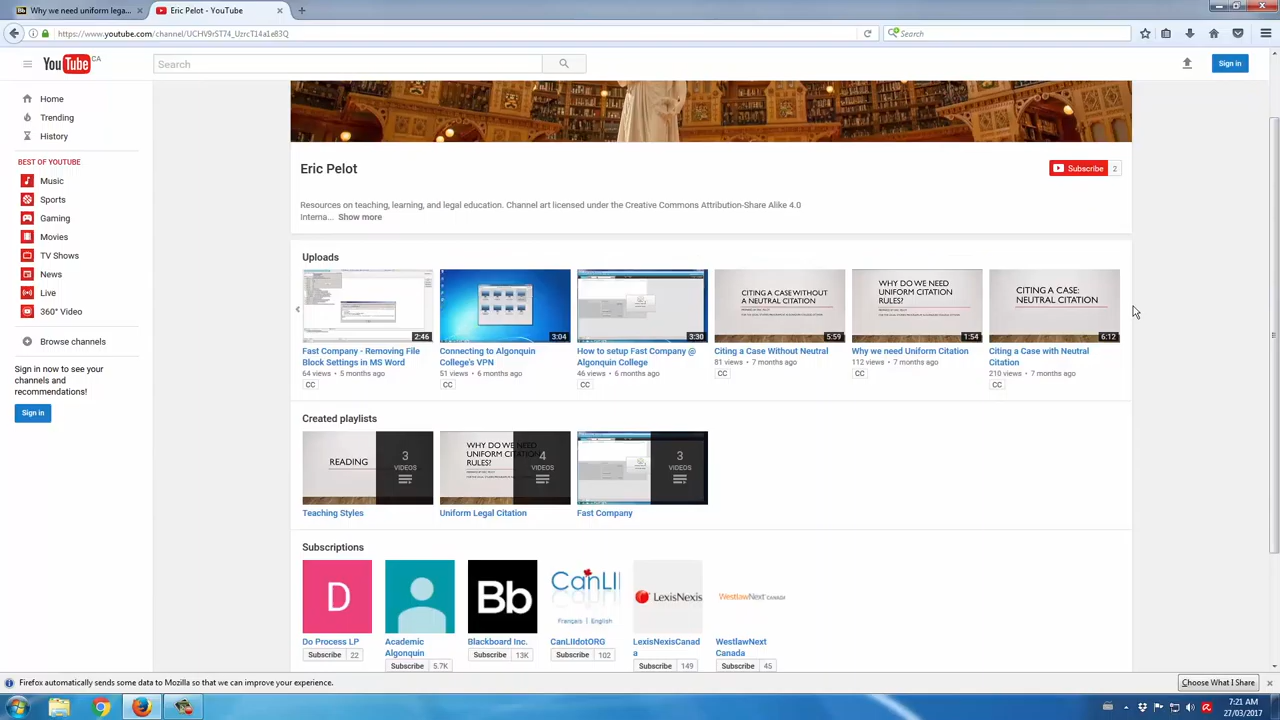 Why we need uniform lega...
Eric Pelot - YouTube
https://www.youtube.com/channel/UCHV9rST74_UzrcT14a1eB3Q
Search
YouTube CA
Search
Sign in
Home
Trending
History
BEST OF YOUTUBE
Music
Sports
Gaming
Movies
TV Shows
News
Live
360° Video
Browse channels
Sign in now to see your
channels and
recommendations!
Sign in
Eric Pelot
Subscribe 2
Resources on teaching, learning, and legal education. Channel art licensed under the Creative Commons Attribution-Share Alike 4.0
Interna... Show more
Uploads
2:46
Fast Company - Removing File
Block Settings in MS Word
64 views • 5 months ago
CC
3:04
Connecting to Algonquin
College's VPN
51 views • 6 months ago
CC
3:30
How to setup Fast Company @
Algonquin College
46 views • 6 months ago
CC
CITING A CASE WITHOUT
A NEUTRAL CITATION
5:59
Citing a Case Without Neutral
81 views • 7 months ago
CC
WHY DO WE NEED
UNIFORM CITATION
RULES?
1:54
Why we need Uniform Citation
112 views • 7 months ago
CC
CITING A CASE:
NEUTRAL CITATION
6:12
Citing a Case with Neutral
Citation
210 views • 7 months ago
CC
Created playlists
READING
3
VIDEOS
Teaching Styles
WHY DO WE NEED
UNIFORM CITATION
RULES?
4
VIDEOS
Uniform Legal Citation
3
VIDEOS
Fast Company
Subscriptions
D
Do Process LP
Subscribe 22
Academic
Algonquin
Subscribe 5.7K
Bb
Blackboard Inc.
Subscribe 13K
CanLII
Français | English
CanLIIdotORG
Subscribe 102
LexisNexis
LexisNexisCanad
a
Subscribe 149
WestlawNext CANADA
WestlawNext
Canada
Subscribe 45
Firefox automatically sends some data to Mozilla so that we can improve your experience.
Choose What I Share
7:21 AM
27/03/2017